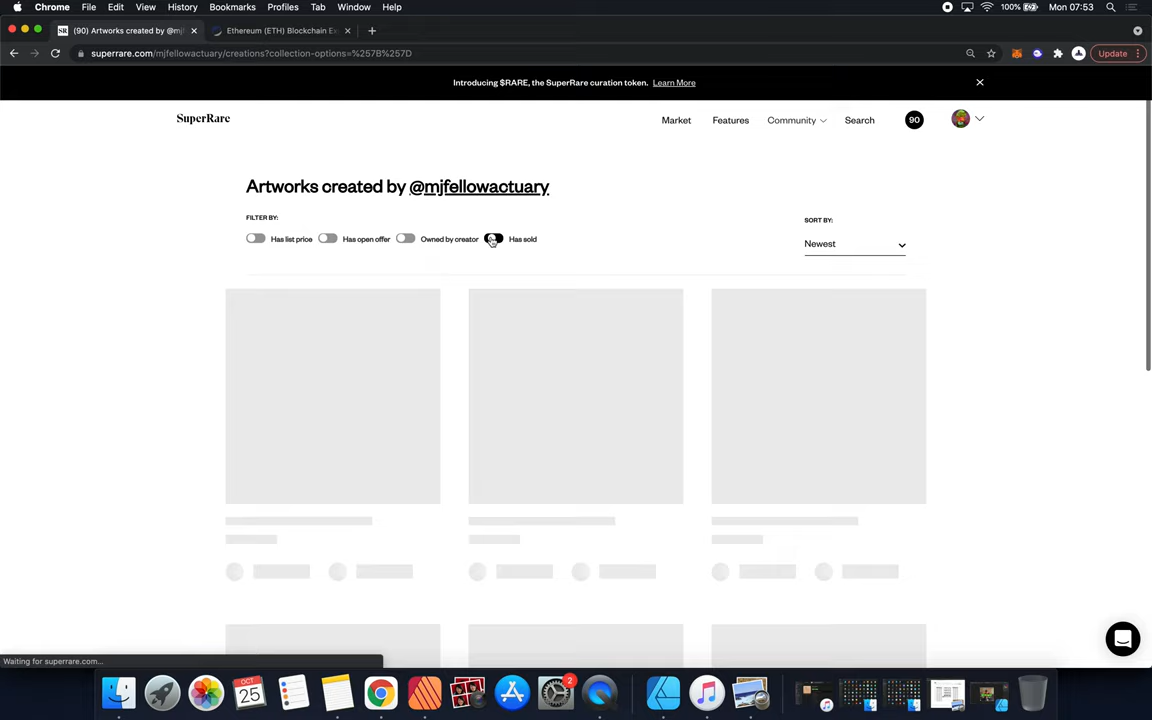 Chrome File Edit View History Bookmarks Profiles Tab Window Help 100% Mon 07:53
SR (90) Artworks created by @mj × Ethereum (ETH) Blockchain Ex × +
superrare.com/mjfellowactuary/creations?collection-options=%257B%257D Update
Introducing $RARE, the SuperRare curation token. Learn More
SuperRare Market Features Community Search 90
Artworks created by @mjfellowactuary
FILTER BY: SORT BY:
Has list price Has open offer Owned by creator Has sold Newest
Waiting for superrare.com...
OCT 2
25